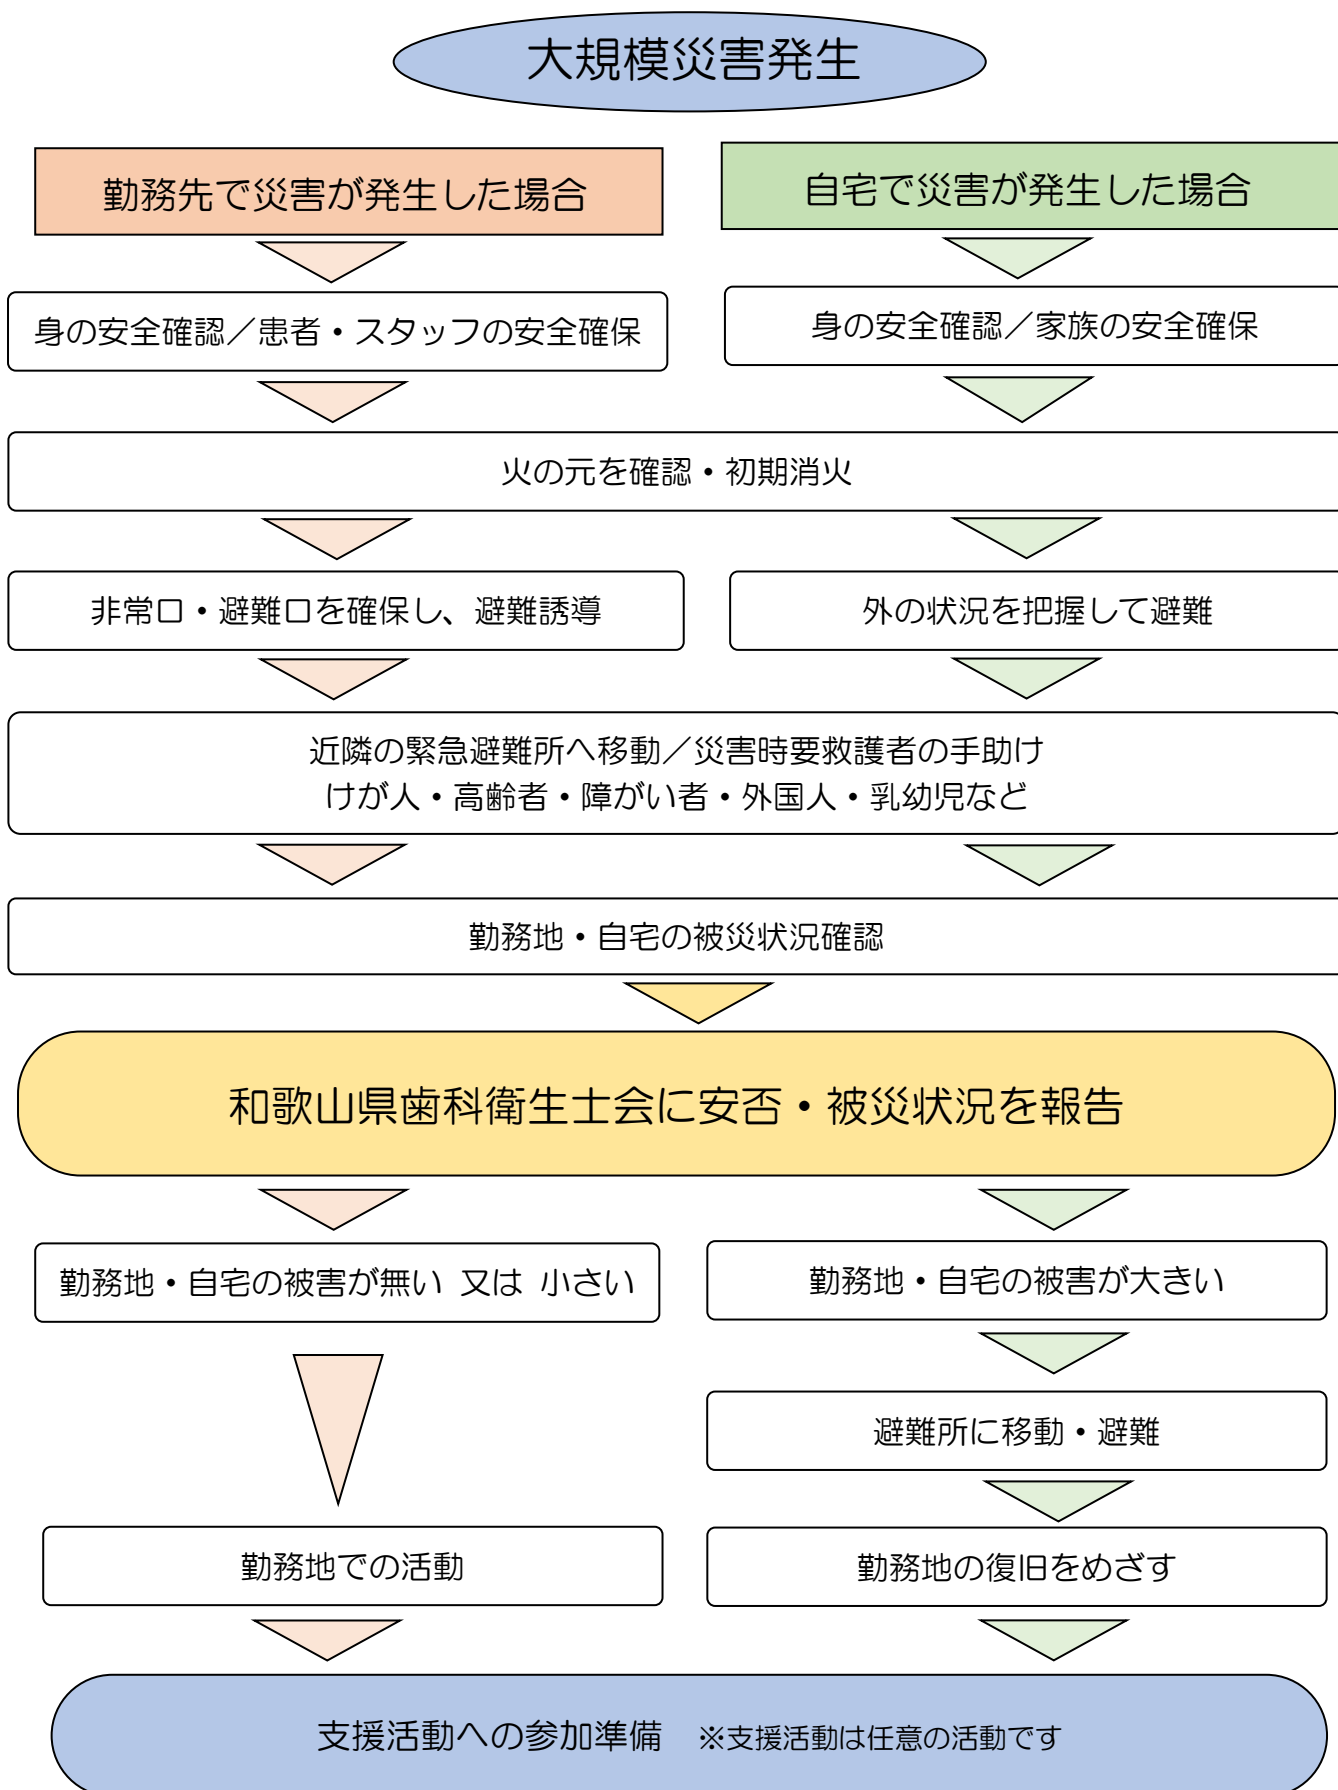 大規模災害発生
勤務先で災害が発生した場合
自宅で災害が発生した場合
身の安全確認／患者・スタッフの安全確保
身の安全確認／家族の安全確保
火の元を確認・初期消火
非常口・避難口を確保し、避難誘導
外の状況を把握して避難
近隣の緊急避難所へ移動／災害時要救護者の手助け
けが人・高齢者・障がい者・外国人・乳幼児など
勤務地・自宅の被災状況確認
和歌山県歯科衛生士会に安否・被災状況を報告
勤務地・自宅の被害が無い 又は 小さい
勤務地・自宅の被害が大きい
避難所に移動・避難
勤務地での活動
勤務地の復旧をめざす
支援活動への参加準備　※支援活動は任意の活動です